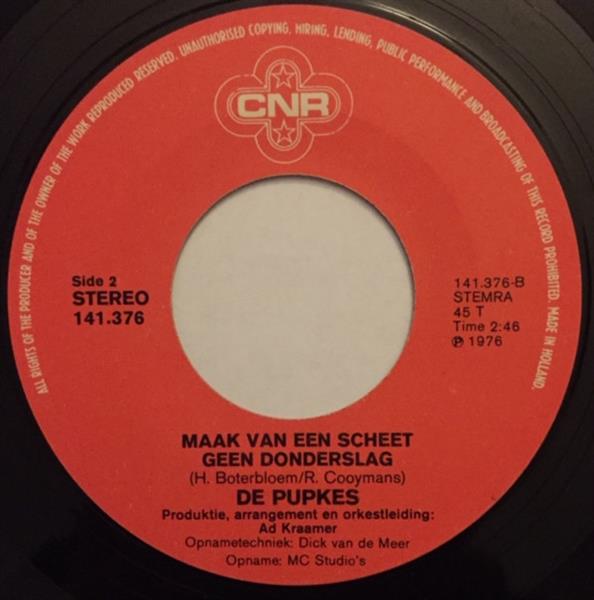 ALL RIGHTS OF THE PRODUCER AND OF THE OWNER OF THE WORK REPRODUCED RESERVED. UNAUTHORISED COPYING, HIRING, LENDING, PUBLIC PERFORMANCE AND BROADCASTING OF THIS RECORD PROHIBITED. MADE IN HOLLAND.
CNR
Side 2
STEREO
141.376
141.376-B
STEMRA
45 T
Time 2:46
℗ 1976
MAAK VAN EEN SCHEET
GEEN DONDERSLAG
(H. Boterbloem/R. Cooymans)
DE PUPKES
Produktie, arrangement en orkestleiding:
Ad Kraamer
Opnametechniek: Dick van de Meer
Opname: MC Studio's